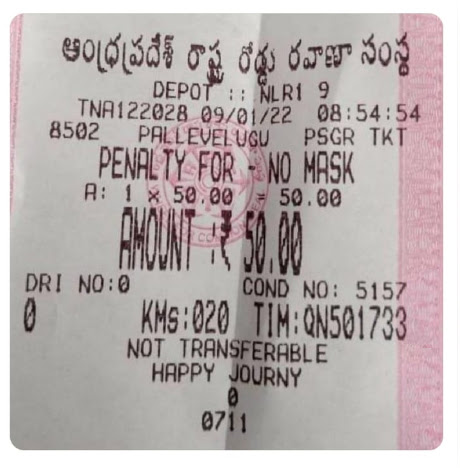 ఆంధ్రప్రదేశ్ రాష్ట్ర రోడ్డు రవాణా సంస్థ
DEPOT :: NLR1 9
TNA122028 09/01/22 08:54:54
8502 PALLEVELUGU PSGR TKT
PENALTY FOR NO MASK
A: 1 x 50.00 = 50.00
AMOUNT :₹ 50.00
DRI NO:0 COND NO: 5157
0 KMs:020 TIM:QN501733
NOT TRANSFERABLE
HAPPY JOURNY
0
0711